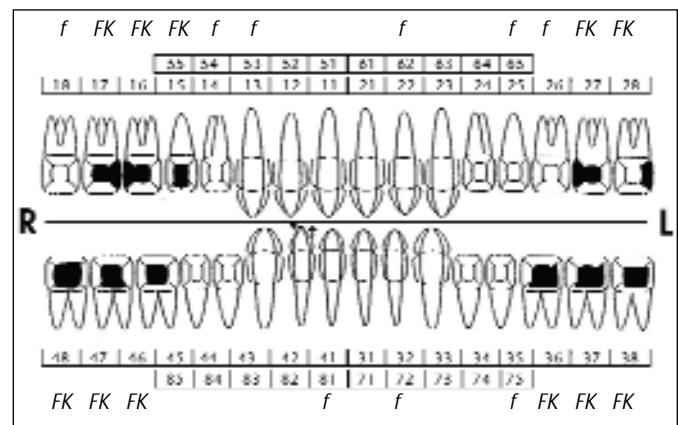 f FK FK FK f f f f f FK FK
55 54 53 52 51 61 62 63 64 65
18 17 16 15 14 13 12 11 21 22 23 24 25 26 27 28
R L
48 47 46 45 44 43 42 41 31 32 33 34 35 36 37 38
85 84 83 82 81 71 72 73 74 75
FK FK FK f f f FK FK FK